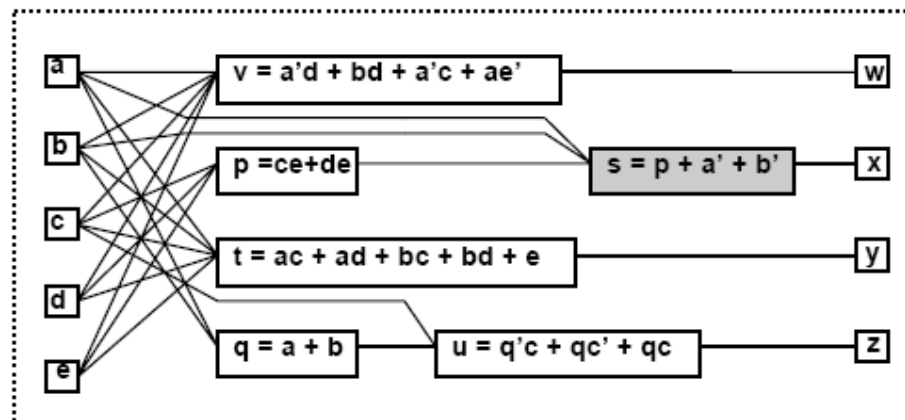 a
v = a'd + bd + a'c + ae'
w
b
p =ce+de
s = p + a' + b'
x
c
t = ac + ad + bc + bd + e
y
d
q = a + b
u = q'c + qc' + qc
z
e